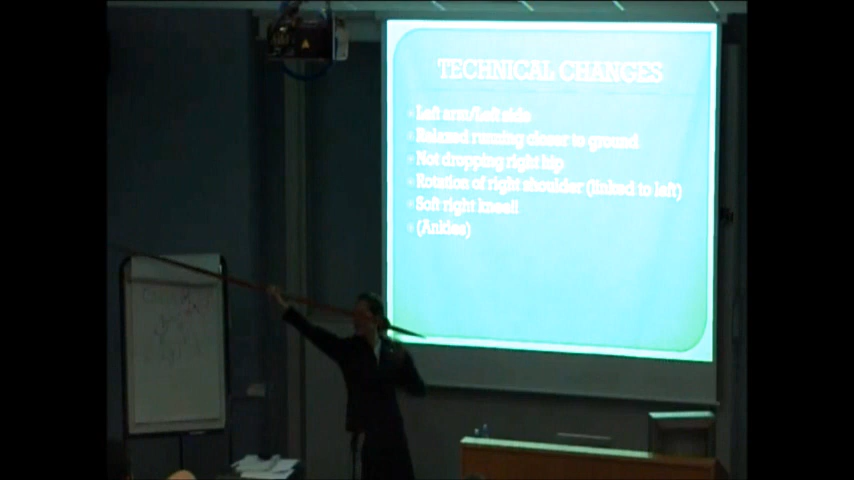 TECHNICAL CHANGES
Left arm/Left side
Relaxed running closer to ground
Not dropping right hip
Rotation of right shoulder (linked to left)
Soft right knee!!
(Ankles)